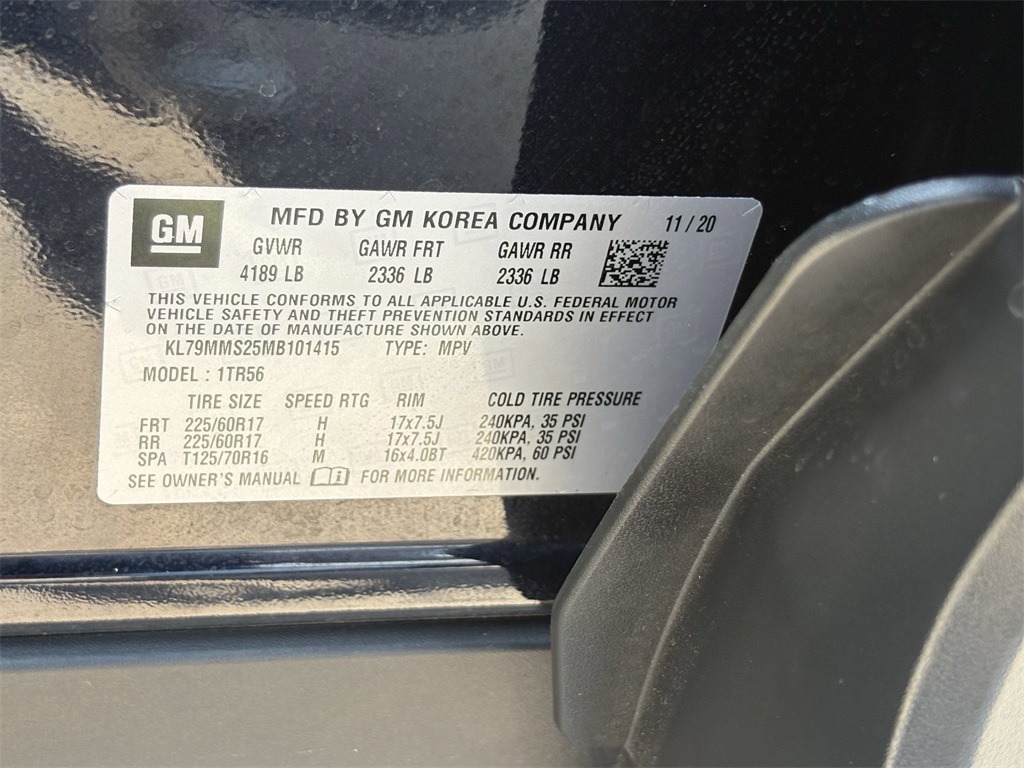 GM MFD BY GM KOREA COMPANY 11/20
GVWR GAWR FRT GAWR RR
4189 LB 2336 LB 2336 LB
THIS VEHICLE CONFORMS TO ALL APPLICABLE U.S. FEDERAL MOTOR
VEHICLE SAFETY AND THEFT PREVENTION STANDARDS IN EFFECT
ON THE DATE OF MANUFACTURE SHOWN ABOVE.
KL79MMS25MB101415 TYPE: MPV
MODEL : 1TR56
TIRE SIZE SPEED RTG RIM COLD TIRE PRESSURE
FRT 225/60R17 H 17x7.5J 240KPA, 35 PSI
RR 225/60R17 H 17x7.5J 240KPA, 35 PSI
SPA T125/70R16 M 16x4.0BT 420KPA, 60 PSI
SEE OWNER'S MANUAL FOR MORE INFORMATION.